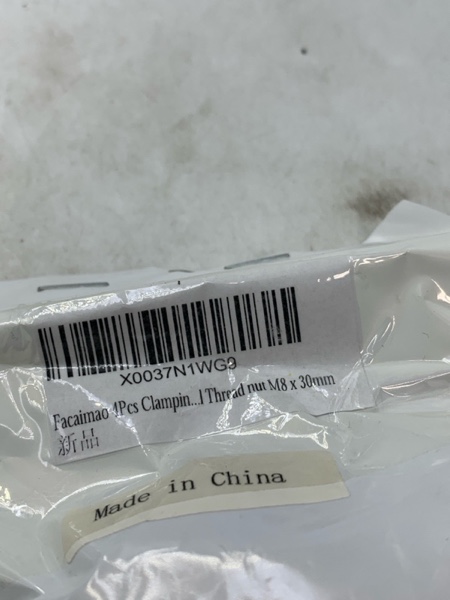 X0037N1WG9
Facaimao 4Pcs Clampin...l Thread nut M8 x 30mm
新品
Made in China